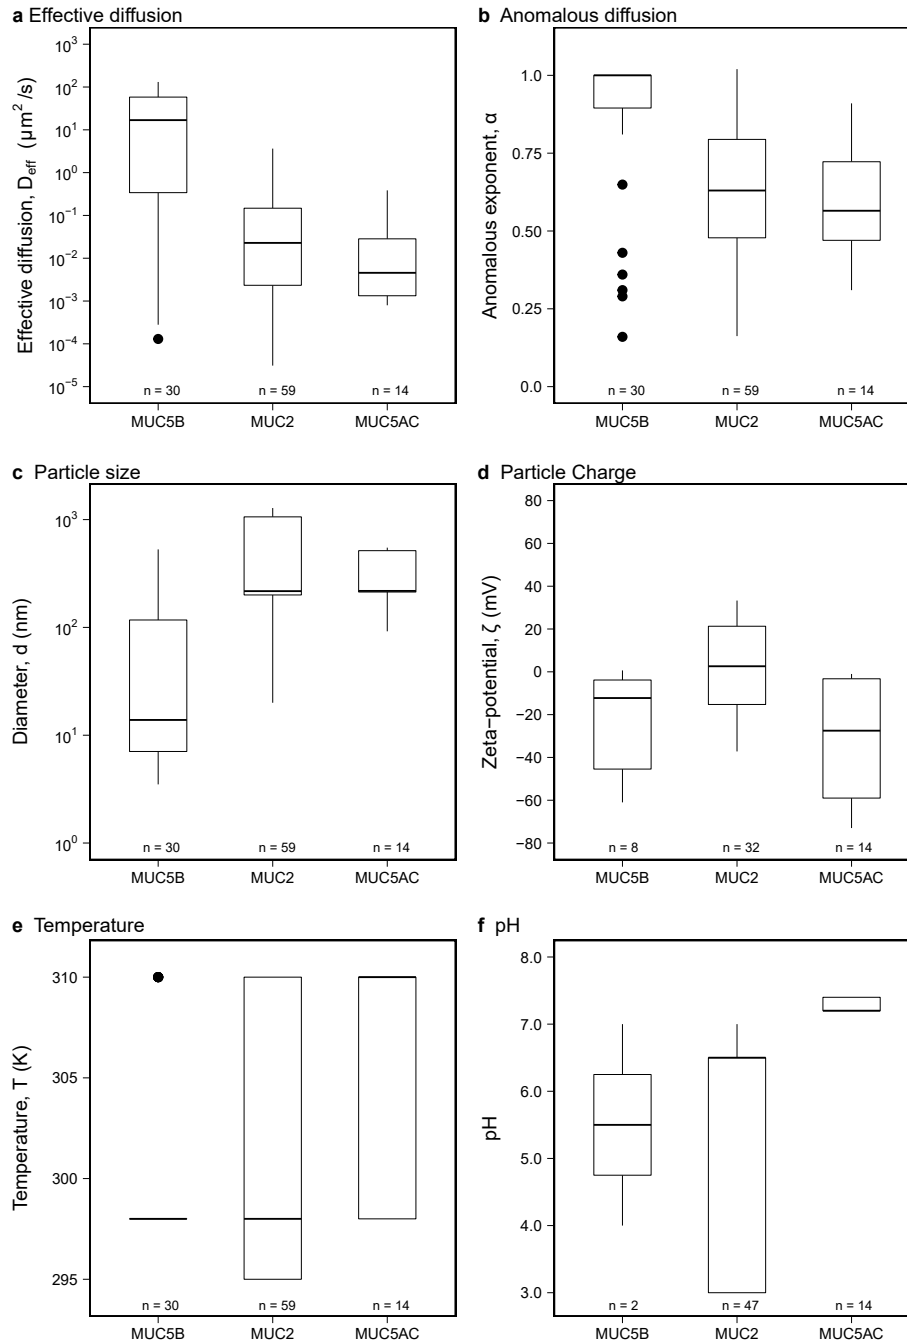 a Effective diffusion
Effective diffusion, D_eff (μm²/s)
10³
10²
10¹
10⁰
10⁻¹
10⁻²
10⁻³
10⁻⁴
10⁻⁵
n = 30 n = 59 n = 14
MUC5B MUC2 MUC5AC
b Anomalous diffusion
Anomalous exponent, α
1.0
0.75
0.50
0.25
0.0
n = 30 n = 59 n = 14
MUC5B MUC2 MUC5AC
c Particle size
Diameter, d (nm)
10³
10²
10¹
10⁰
n = 30 n = 59 n = 14
MUC5B MUC2 MUC5AC
d Particle Charge
Zeta−potential, ζ (mV)
80
60
40
20
0
−20
−40
−60
−80
n = 8 n = 32 n = 14
MUC5B MUC2 MUC5AC
e Temperature
Temperature, T (K)
310
305
300
295
n = 30 n = 59 n = 14
MUC5B MUC2 MUC5AC
f pH
pH
8.0
7.0
6.0
5.0
4.0
3.0
n = 2 n = 47 n = 14
MUC5B MUC2 MUC5AC